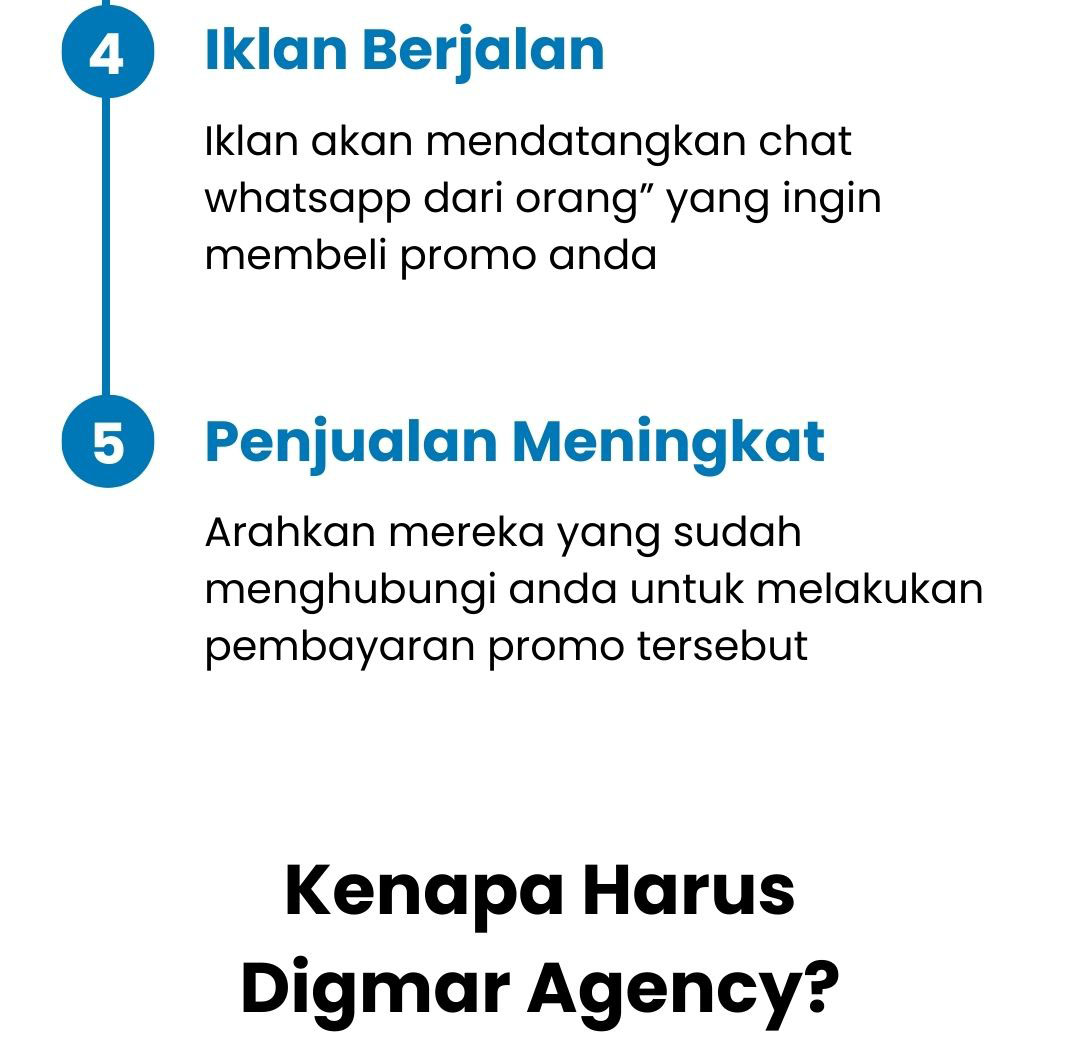 4 Iklan Berjalan
Iklan akan mendatangkan chat
whatsapp dari orang” yang ingin
membeli promo anda
5 Penjualan Meningkat
Arahkan mereka yang sudah
menghubungi anda untuk melakukan
pembayaran promo tersebut
Kenapa Harus
Digmar Agency?